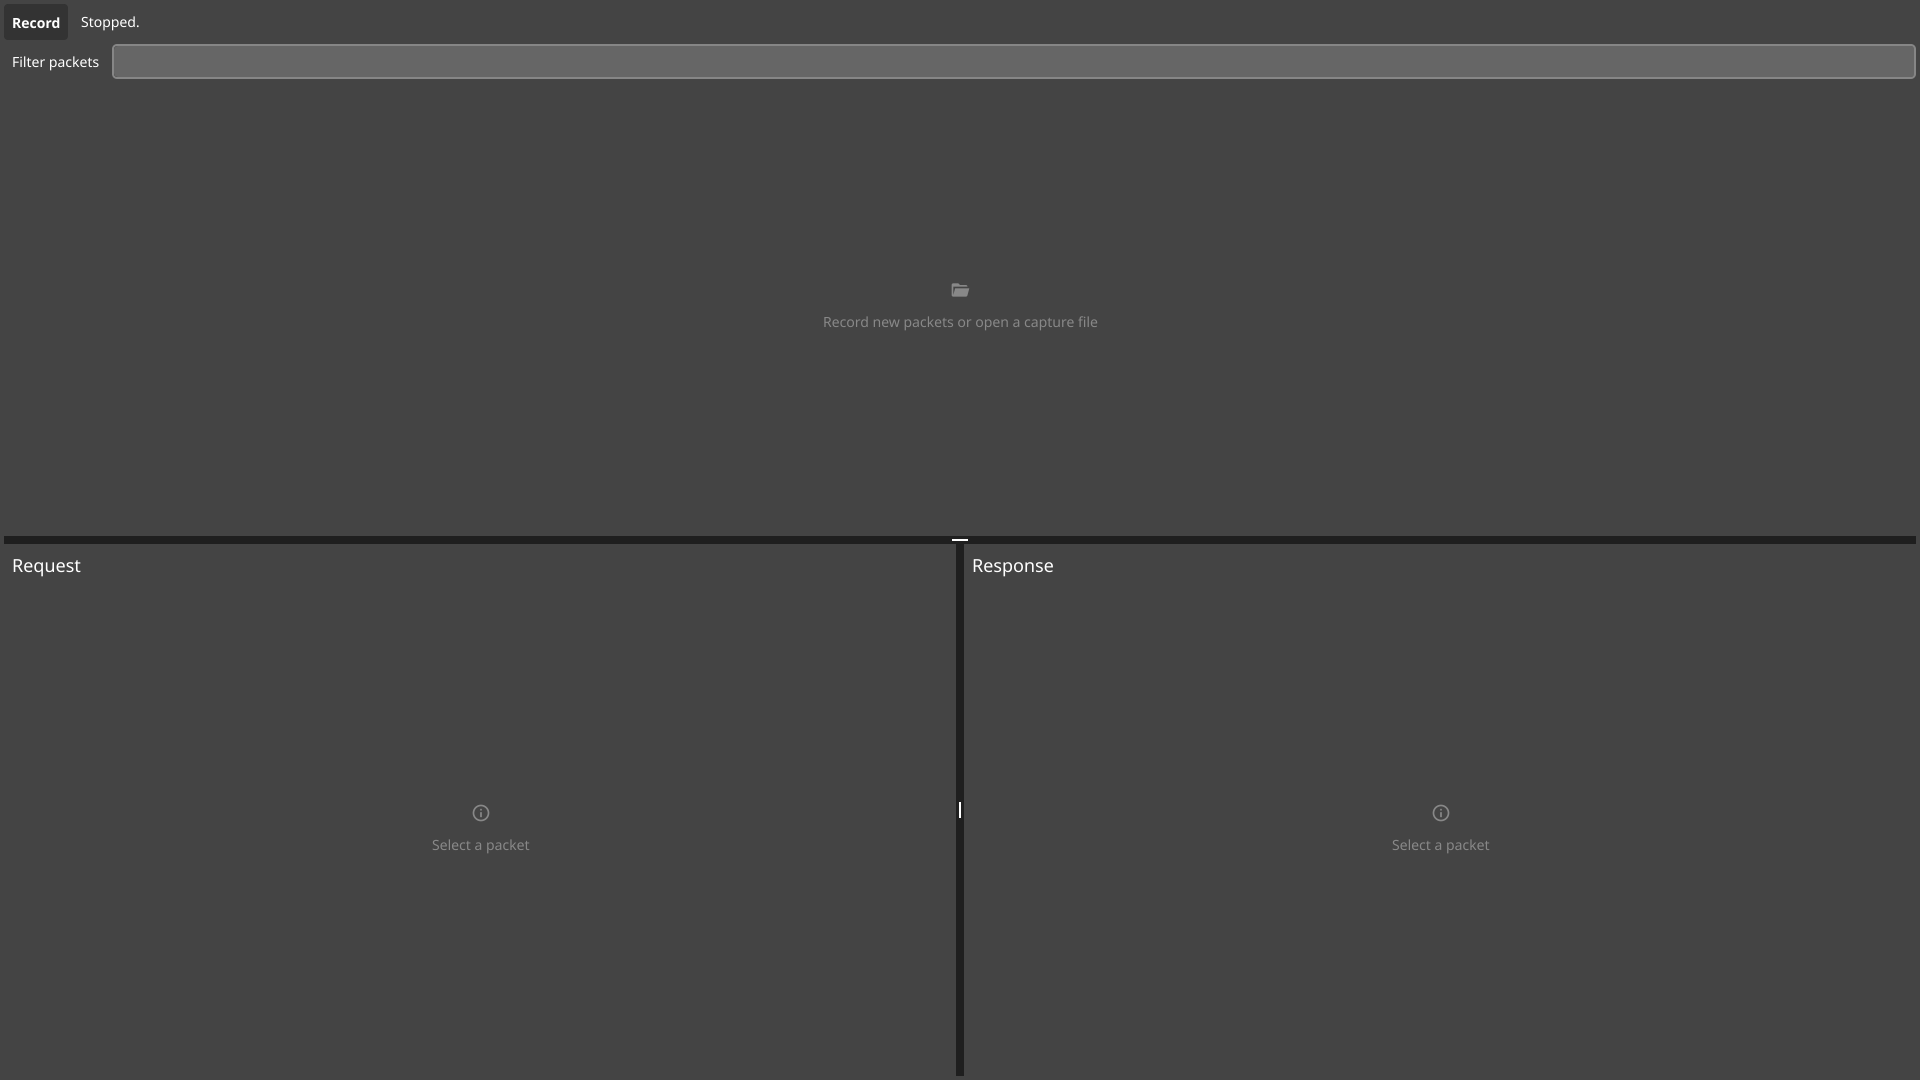 Record Stopped.
Filter packets
Record new packets or open a capture file
Request
Response
Select a packet
Select a packet